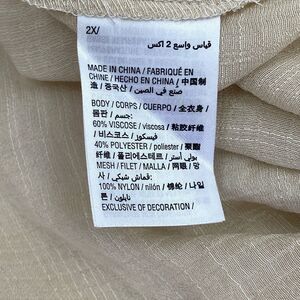 2X/
قياس واسع 2 اكس
MADE IN CHINA / FABRIQUÉ EN
CHINE / HECHO EN CHINA / 中国制
造 / 중국산 / صنع في الصين
BODY / CORPS / CUERPO / 全衣身 /
몸판 / جسم:
60% VISCOSE / viscosa / 粘胶纤维
/ 비스코스 / فيسكوز
40% POLYESTER / poliester / 聚酯
纤维 / 폴리에스테르 / بولي أستر
MESH / FILET / MALLA / 网眼 / 망
사 / قماش شبكي:
100% NYLON / nilón / 锦纶 / 나일
론 / نايلون
EXCLUSIVE OF DECORATION /